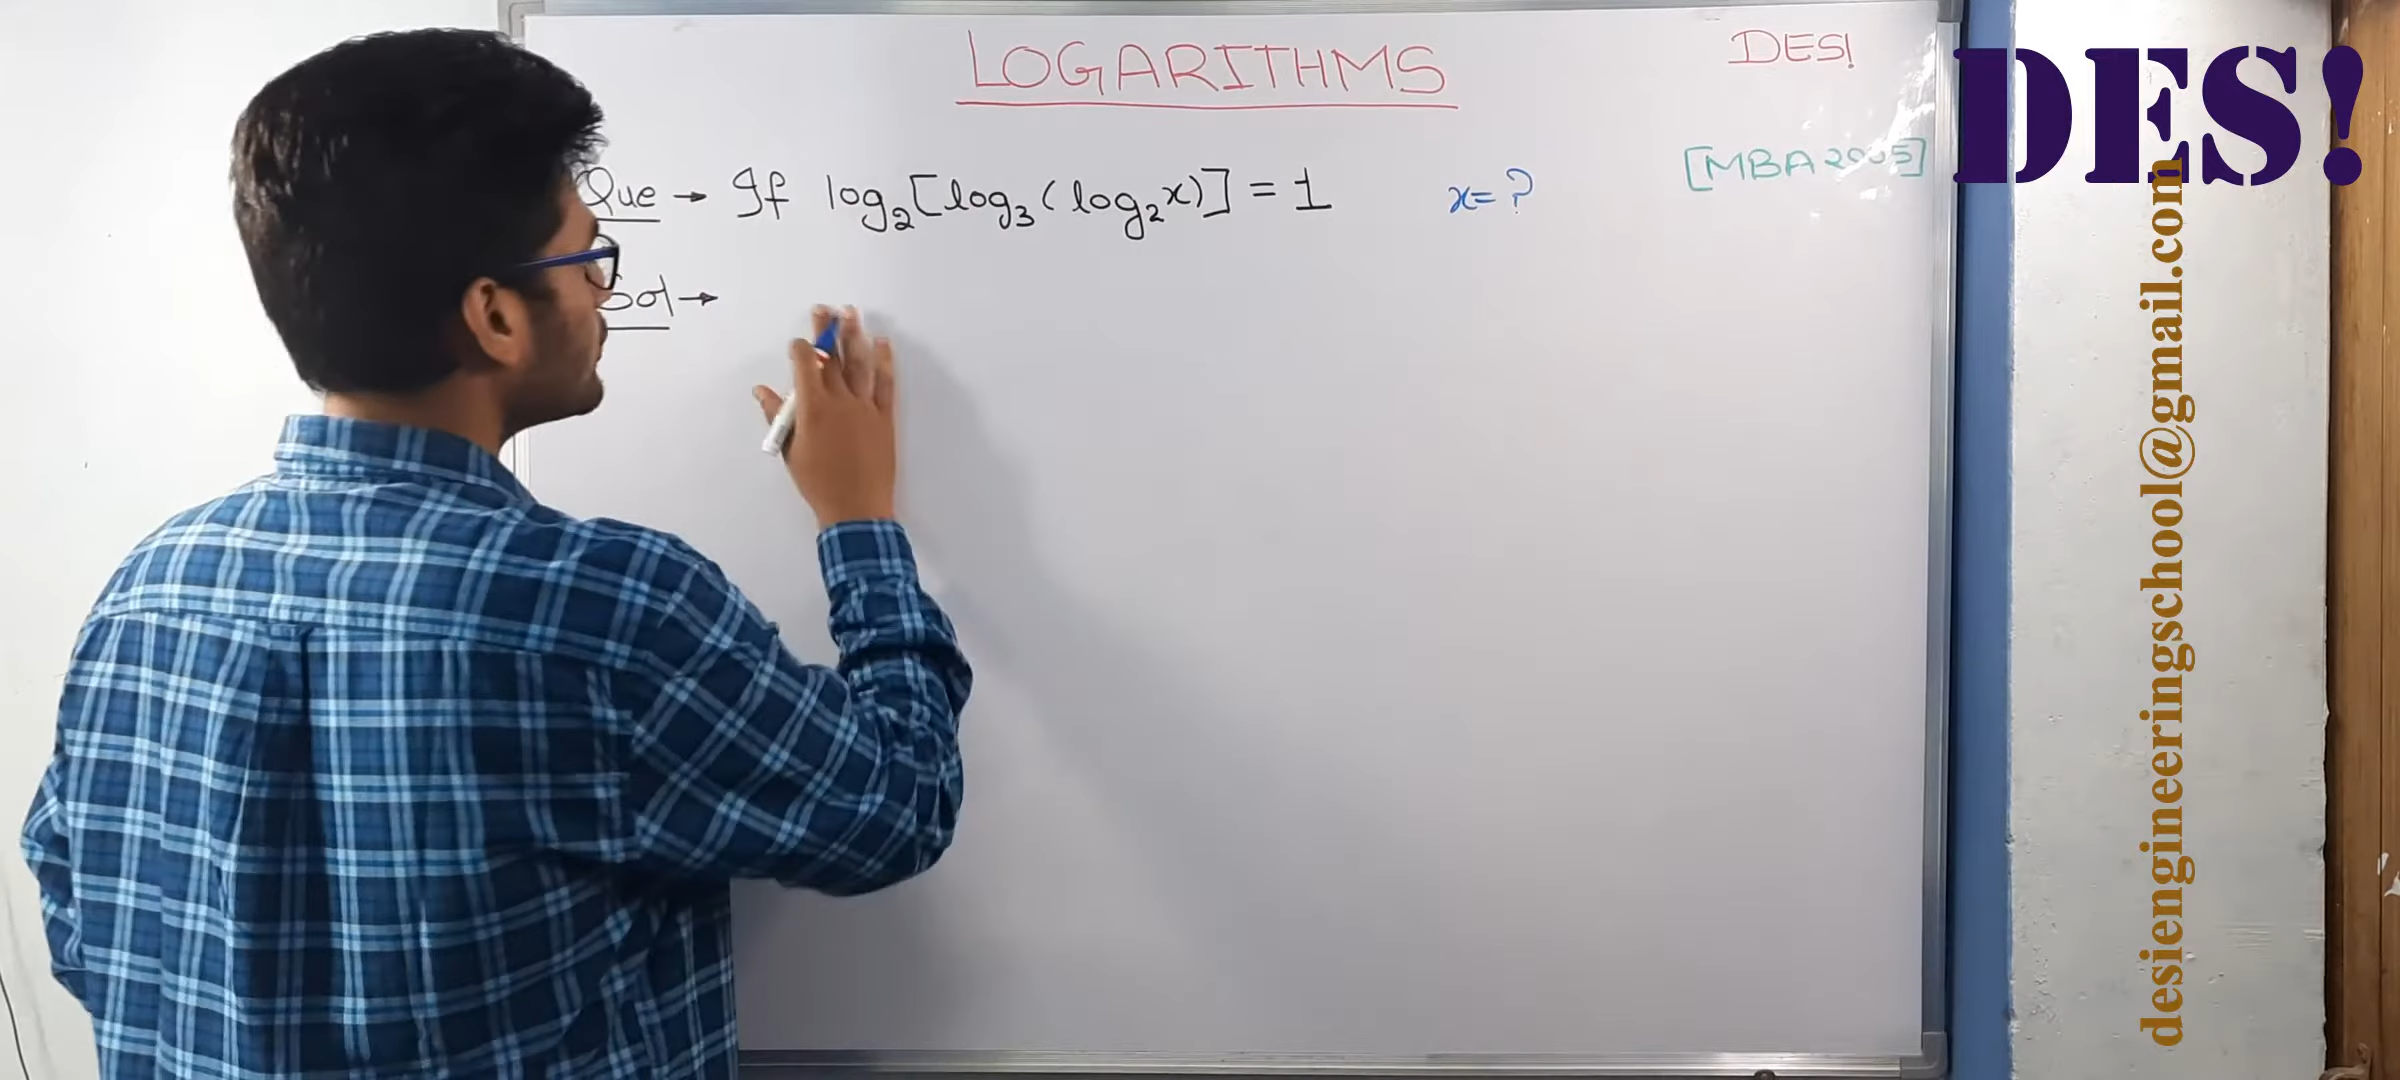 LOGARITHMS
DES!
DES!
[MBA 2005]
Que → If log₂[log₃(log₂x)] = 1 x=?
Sol →
desiengineeringschool@gmail.com